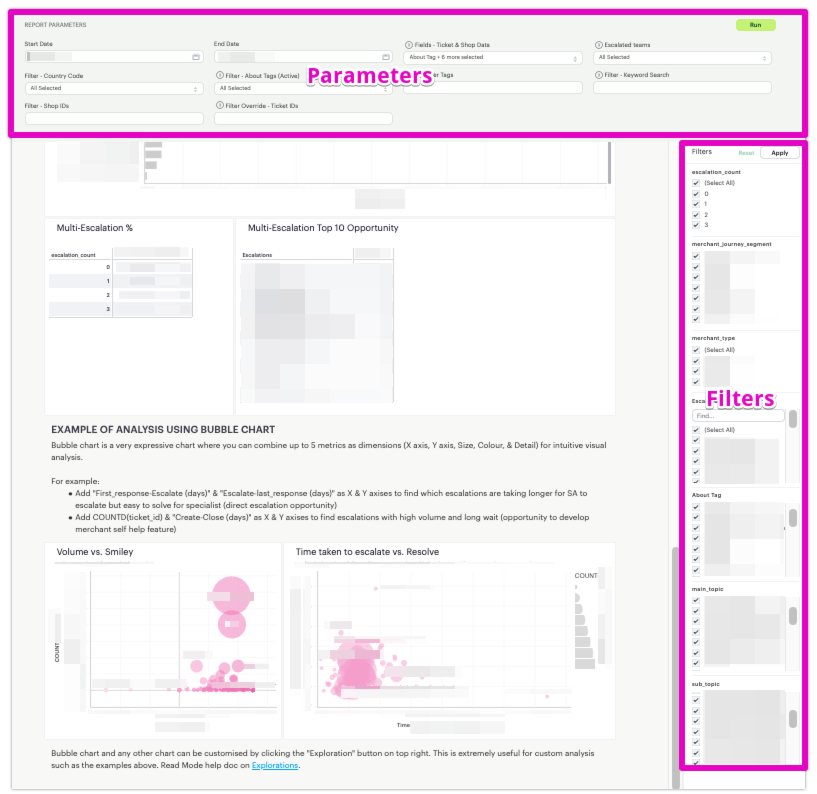 REPORT PARAMETERS
Run
Start Data
End Date
Fields - Ticket & Shop Data
Escalated teams
About Tag + 6 more selected
All Selected
Filter - Country Code
Filter - About Tags (Active)
Parameters
Tags
Filter - Keyword Search
All Selected
All Selected
Filter - Shop IDs
Filter Override - Ticket IDs
Filters
Reset
Apply
escalation_count
(Select All)
0
1
2
3
merchant_journey_segment
merchant_type
(Select All)
Filters
Find...
(Select All)
About Tag
main_topic
sub_topic
Multi-Escalation %
Multi-Escalation Top 10 Opportunity
escalation_count
Escalations
0
1
2
3
EXAMPLE OF ANALYSIS USING BUBBLE CHART
Bubble chart is a very expressive chart where you can combine up to 5 metrics as dimensions (X axis, Y axis, Size, Colour, & Detail) for intuitive visual
analysis.
For example:
• Add "First_response-Escalate (days)" & "Escalate-last_response (days)" as X & Y axises to find which escalations are taking longer for SA to
escalate but easy to solve for specialist (direct escalation opportunity)
• Add COUNTD(ticket_id) & "Create-Close (days)" as X & Y axises to find escalations with high volume and long wait (opportunity to develop
merchant self help feature)
Volume vs. Smiley
Time taken to escalate vs. Resolve
COUNT
COUNT
Time
Bubble chart and any other chart can be customised by clicking the "Exploration" button on top right. This is extremely useful for custom analysis
such as the examples above. Read Mode help doc on Explorations.